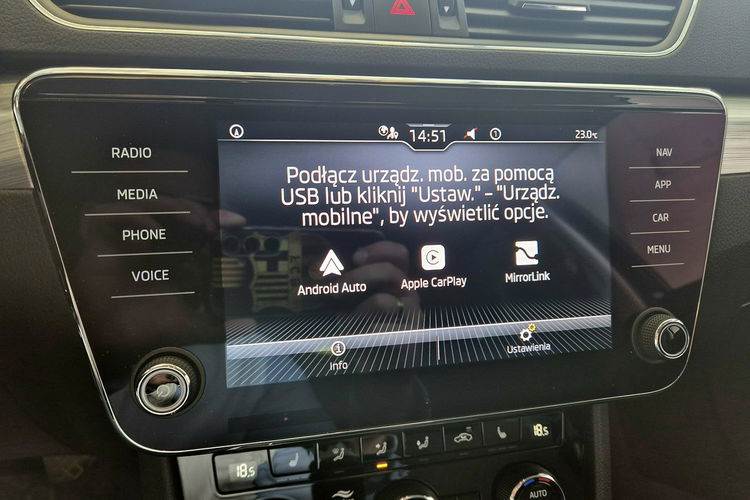 14:51
1
23.0°C
RADIO
MEDIA
PHONE
VOICE
Podłącz urządz. mob. za pomocą
USB lub kliknij "Ustaw." – "Urządz.
mobilne", by wyświetlić opcje.
Android Auto
Apple CarPlay
MirrorLink
Info
Ustawienia
NAV
APP
CAR
MENU
18.5
18.5
AUTO